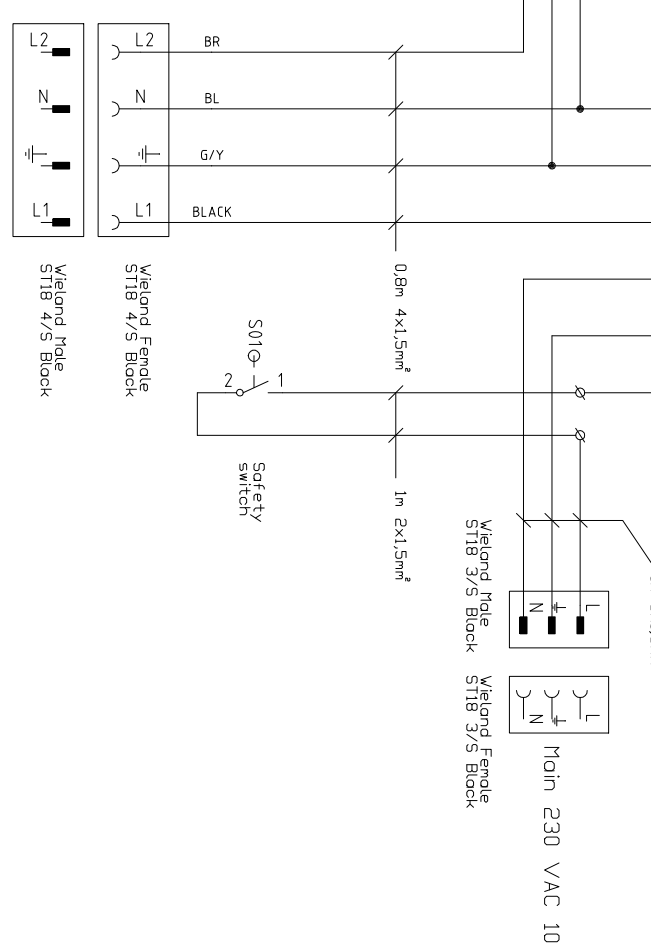 L2
L2
BR
N
N
BL
G/Y
L1
L1
BLACK
Wieland Male
ST18 4/S Black
Wieland Female
ST18 4/S Black
0,8m 4x1,5mm²
S01
2
1
Safety
switch
1m 2x1,5mm²
Wieland Male
ST18 3/S Black
N
L
Wieland Female
ST18 3/S Black
N
L
Main 230 VAC 10